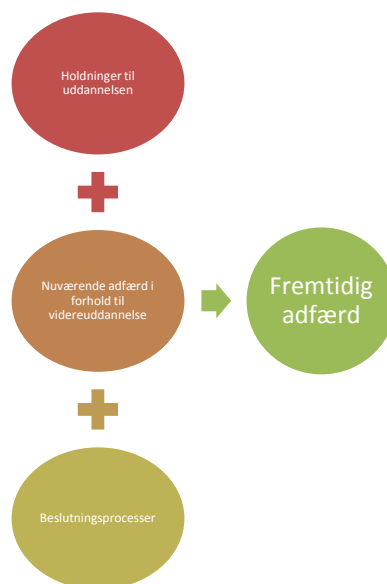 Holdninger til
uddannelsen
Nuværende adfærd i
forhold til
videreuddannelse
Fremtidig
adfærd
Beslutningsprocesser